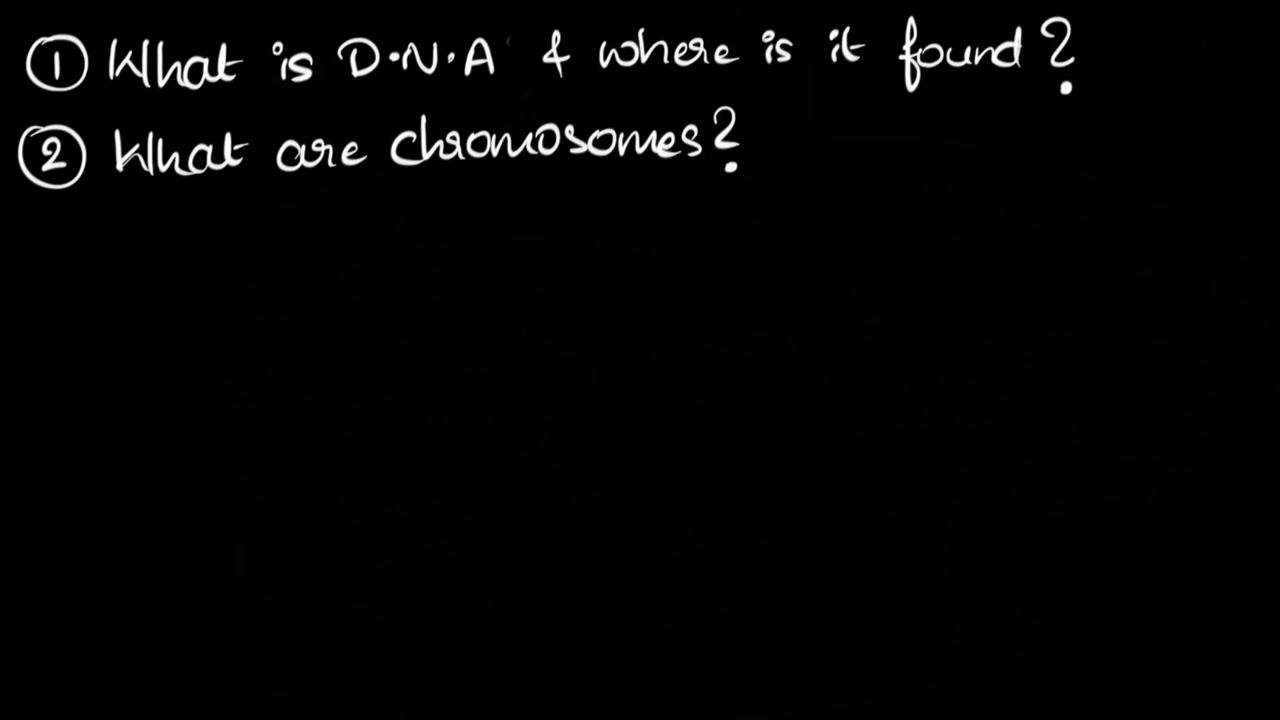 ① What is D.N.A & where is it found?
② What are chromosomes?